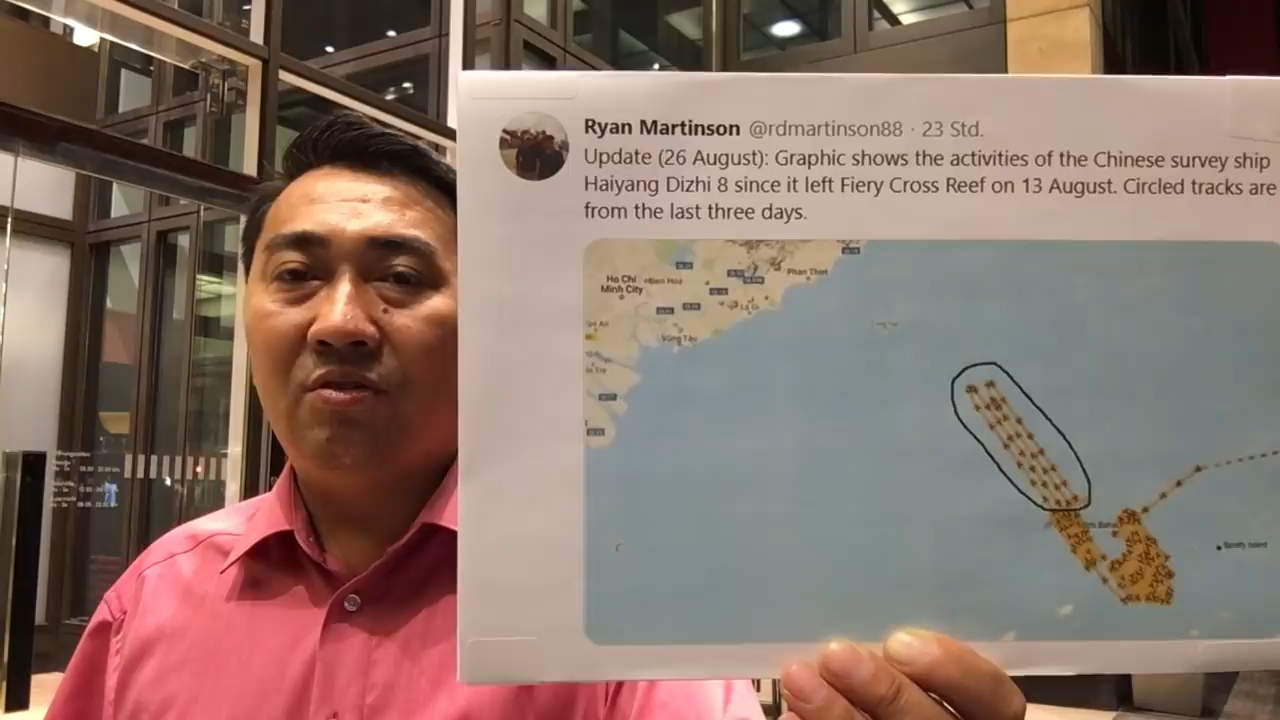 Ryan Martinson @rdmartinson88 · 23 Std.
Update (26 August): Graphic shows the activities of the Chinese survey ship
Haiyang Dizhi 8 since it left Fiery Cross Reef on 13 August. Circled tracks are
from the last three days.
Ho Chi
Minh City
Bien Hoa
Phan Thiet
Vũng Tàu